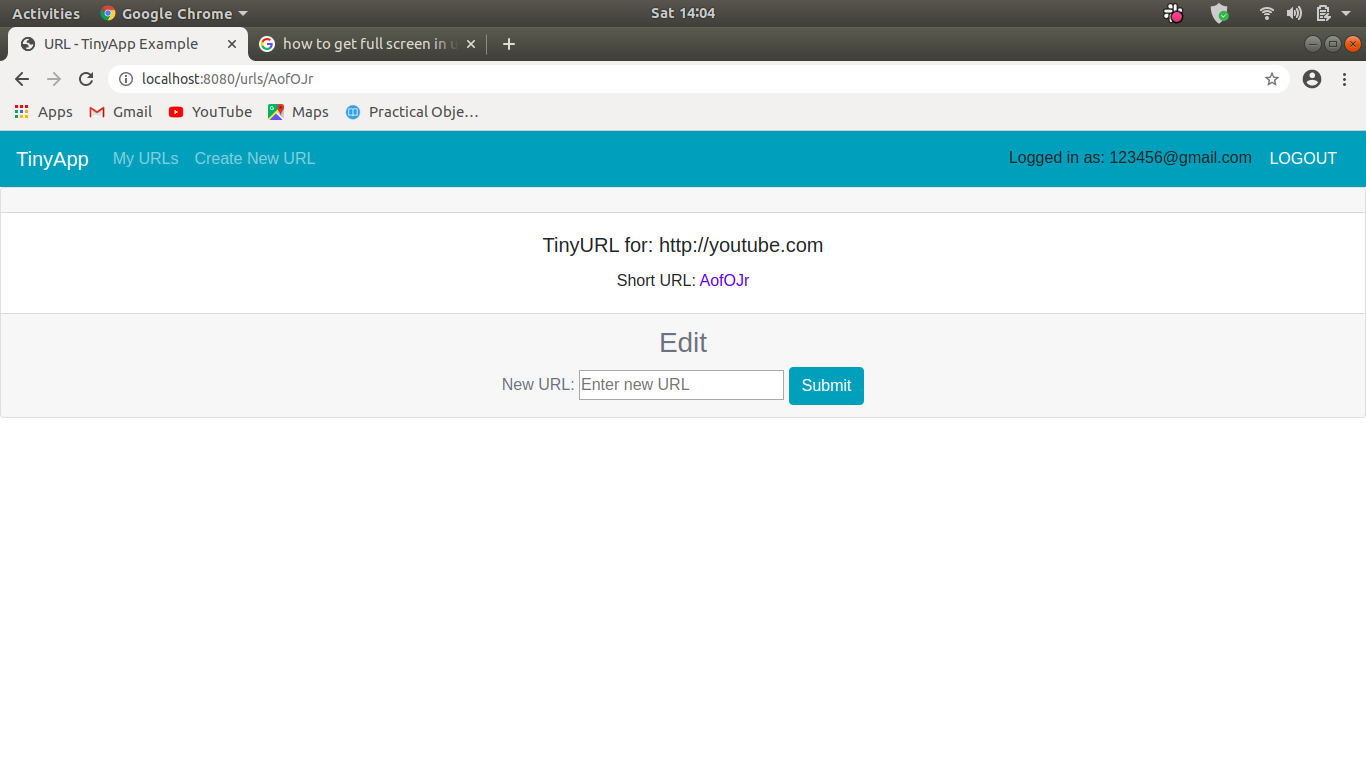 Activities Google Chrome Sat 14:04
URL - TinyApp Example how to get full screen in u
localhost:8080/urls/AofOJr
Apps Gmail YouTube Maps Practical Obje…
TinyApp My URLs Create New URL Logged in as: 123456@gmail.com LOGOUT
TinyURL for: http://youtube.com
Short URL: AofOJr
Edit
New URL: Enter new URL Submit